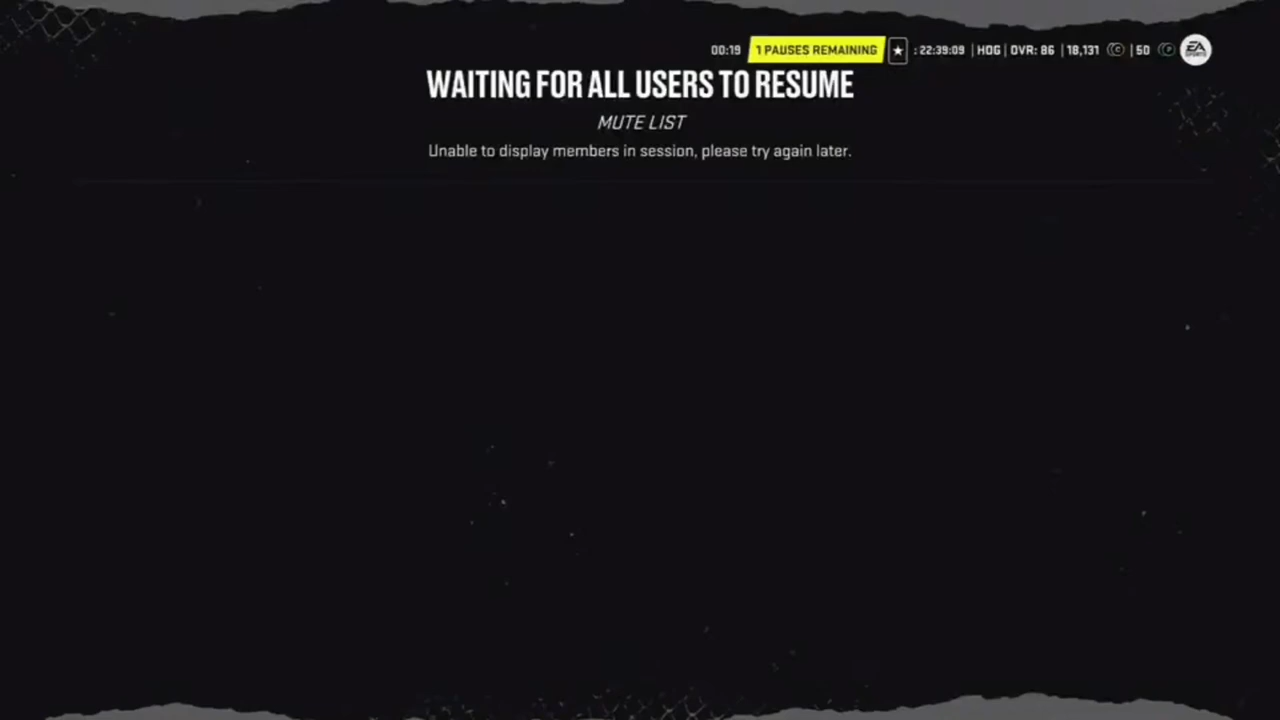 00:19 1 PAUSES REMAINING : 22:39:09 | HOG | OVR: 86 | 18,131 | 50 EA SPORTS
WAITING FOR ALL USERS TO RESUME
MUTE LIST
Unable to display members in session, please try again later.